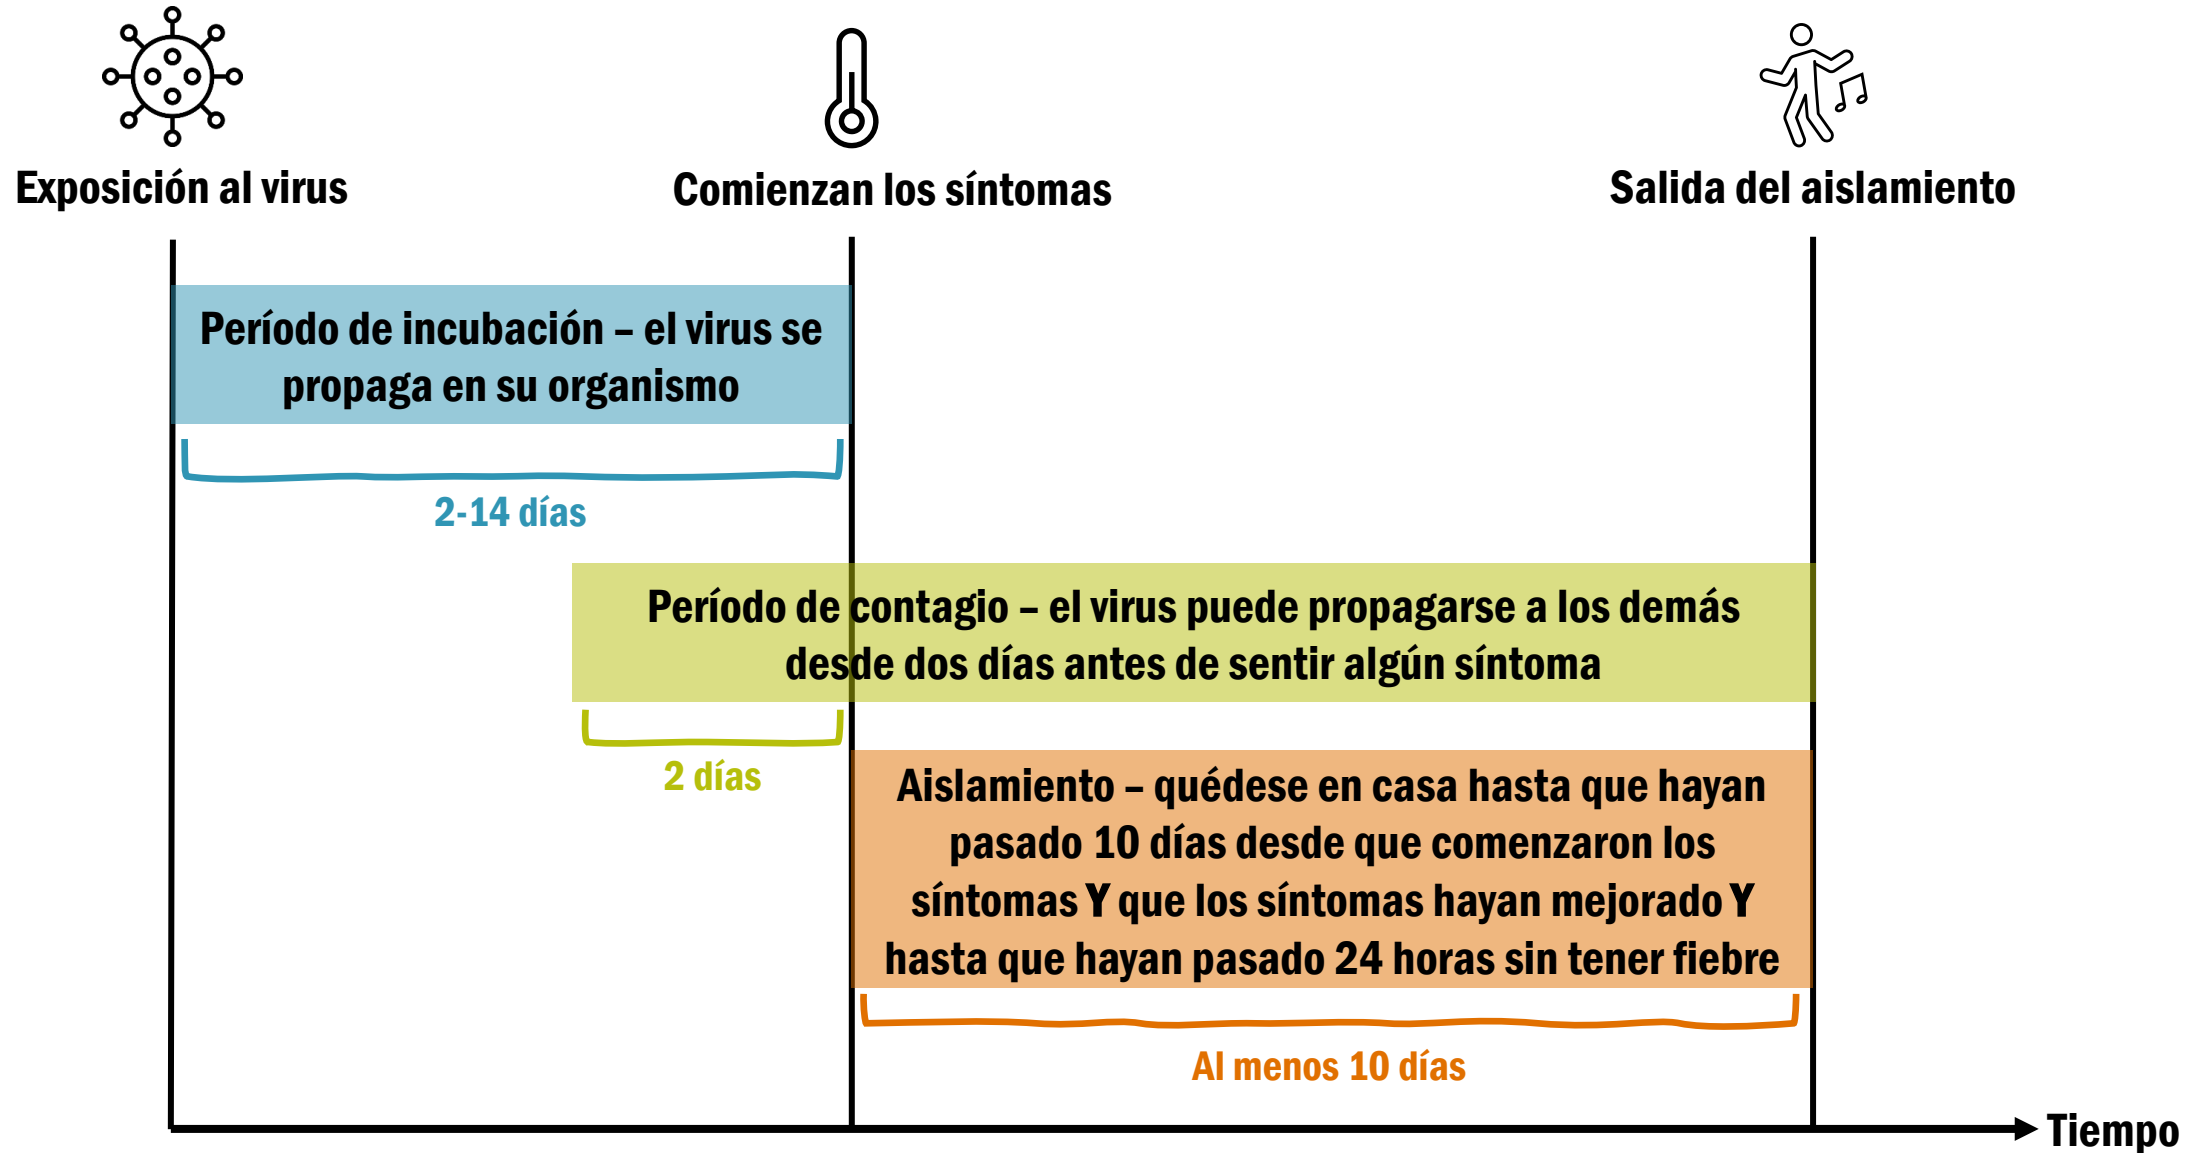 Exposición al virus
Comienzan los síntomas
Salida del aislamiento
Período de incubación – el virus se
propaga en su organismo
2-14 días
Período de contagio – el virus puede propagarse a los demás
desde dos días antes de sentir algún síntoma
2 días
Aislamiento – quédese en casa hasta que hayan
pasado 10 días desde que comenzaron los
síntomas Y que los síntomas hayan mejorado Y
hasta que hayan pasado 24 horas sin tener fiebre
Al menos 10 días
Tiempo